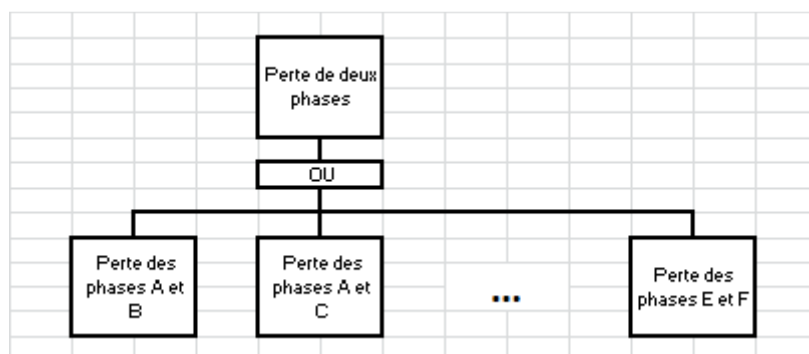 Perte de deux
phases
OU
Perte des
phases A et
B
Perte des
phases A et
C
...
Perte des
phases E et F